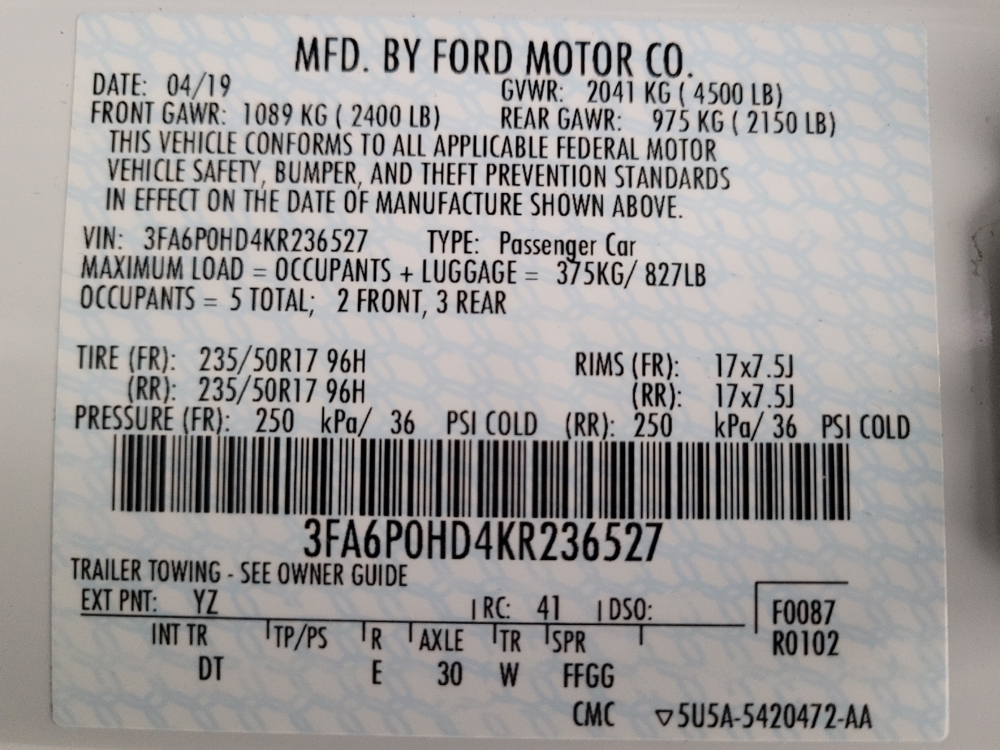 MFD. BY FORD MOTOR CO.
DATE: 04/19 GVWR: 2041 KG ( 4500 LB)
FRONT GAWR: 1089 KG ( 2400 LB) REAR GAWR: 975 KG ( 2150 LB)
THIS VEHICLE CONFORMS TO ALL APPLICABLE FEDERAL MOTOR
VEHICLE SAFETY, BUMPER, AND THEFT PREVENTION STANDARDS
IN EFFECT ON THE DATE OF MANUFACTURE SHOWN ABOVE.
VIN: 3FA6P0HD4KR236527 TYPE: Passenger Car
MAXIMUM LOAD = OCCUPANTS + LUGGAGE = 375KG/ 827LB
OCCUPANTS = 5 TOTAL; 2 FRONT, 3 REAR
TIRE (FR): 235/50R17 96H RIMS (FR): 17x7.5J
(RR): 235/50R17 96H (RR): 17x7.5J
PRESSURE (FR): 250 kPa/ 36 PSI COLD (RR): 250 kPa/ 36 PSI COLD
3FA6P0HD4KR236527
TRAILER TOWING - SEE OWNER GUIDE
EXT PNT: YZ RC: 41 DSO: F0087
INT TR TP/PS R AXLE TR SPR R0102
DT E 30 W FFGG
CMC ▽5U5A-5420472-AA